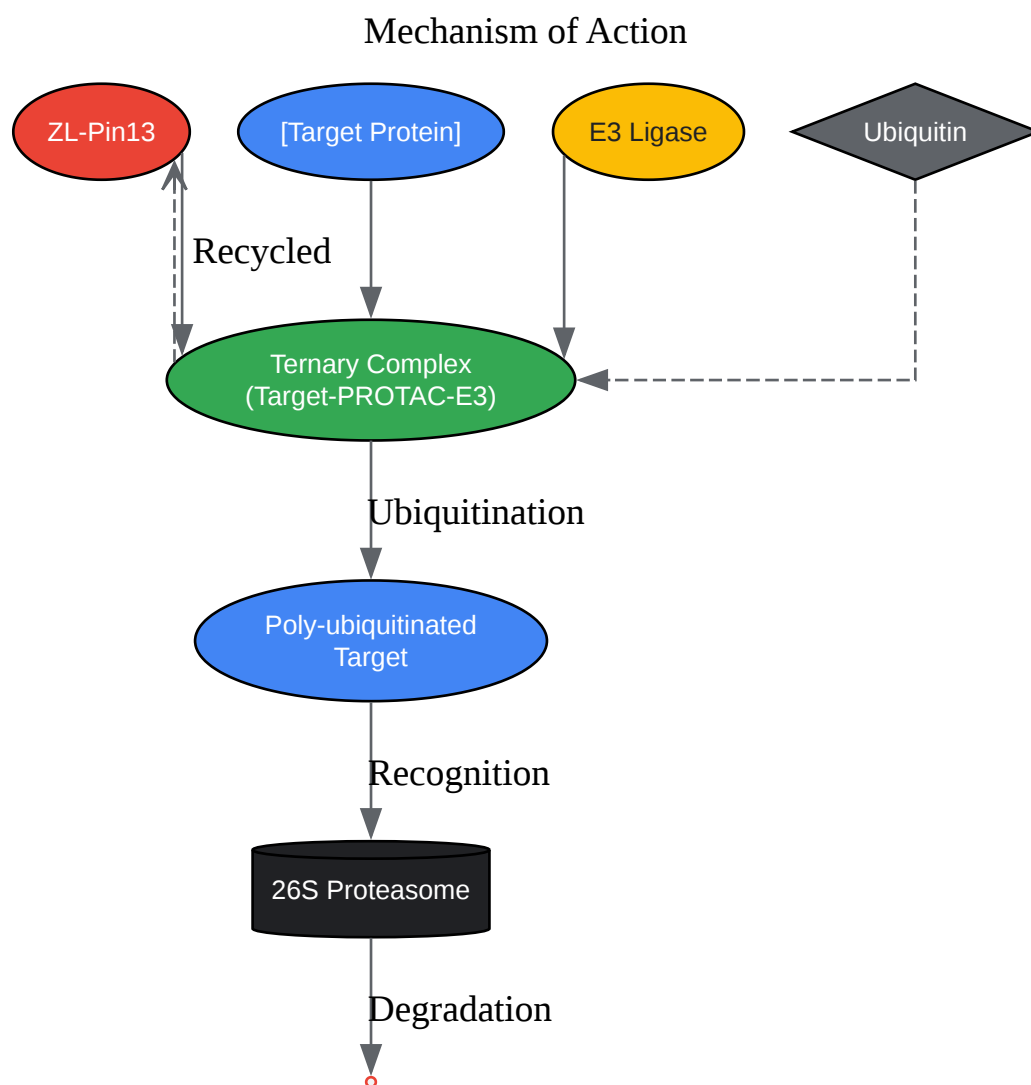 Mechanism of Action
ZL-Pin13
[Target Protein]
E3 Ligase
Ubiquitin
Recycled
Ternary Complex
(Target-PROTAC-E3)
Ubiquitination
Poly-ubiquitinated
Target
Recognition
26S Proteasome
Degradation